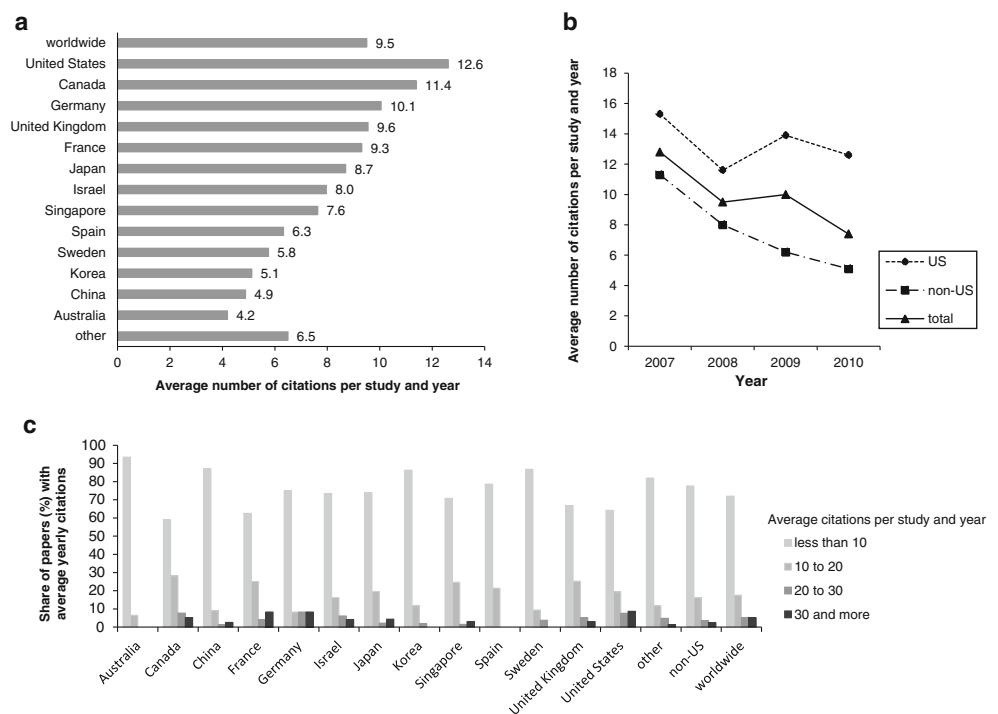 a
worldwide 9.5
United States 12.6
Canada 11.4
Germany 10.1
United Kingdom 9.6
France 9.3
Japan 8.7
Israel 8.0
Singapore 7.6
Spain 6.3
Sweden 5.8
Korea 5.1
China 4.9
Australia 4.2
other 6.5
0 2 4 6 8 10 12 14
Average number of citations per study and year
b
Average number of citations per study and year
18
16
14
12
10
8
6
4
2
0
2007 2008 2009 2010
Year
US
non-US
total
c
Share of papers (%) with
average yearly citations
100
90
80
70
60
50
40
30
20
10
0
Australia
Canada
China
France
Germany
Israel
Japan
Korea
Singapore
Spain
Sweden
United Kingdom
United States
other
non-US
worldwide
Average citations per study and year
less than 10
10 to 20
20 to 30
30 and more